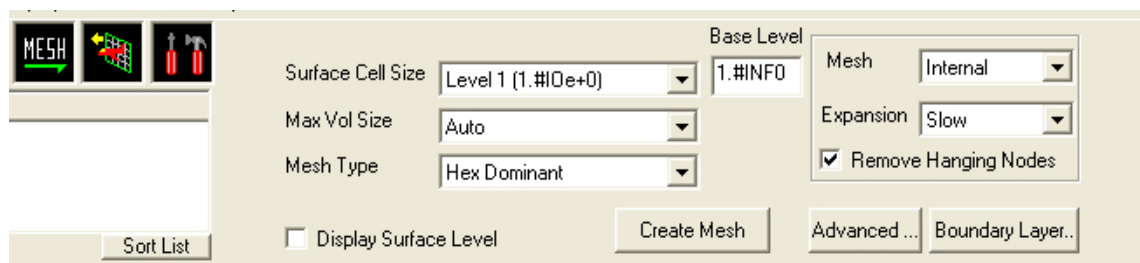 MESH
Base Level
Surface Cell Size Level 1 (1.#IOe+0) 1.#INF0 Mesh Internal
Max Vol Size Auto Expansion Slow
Mesh Type Hex Dominant Remove Hanging Nodes
Sort List Display Surface Level Create Mesh Advanced ... Boundary Layer..